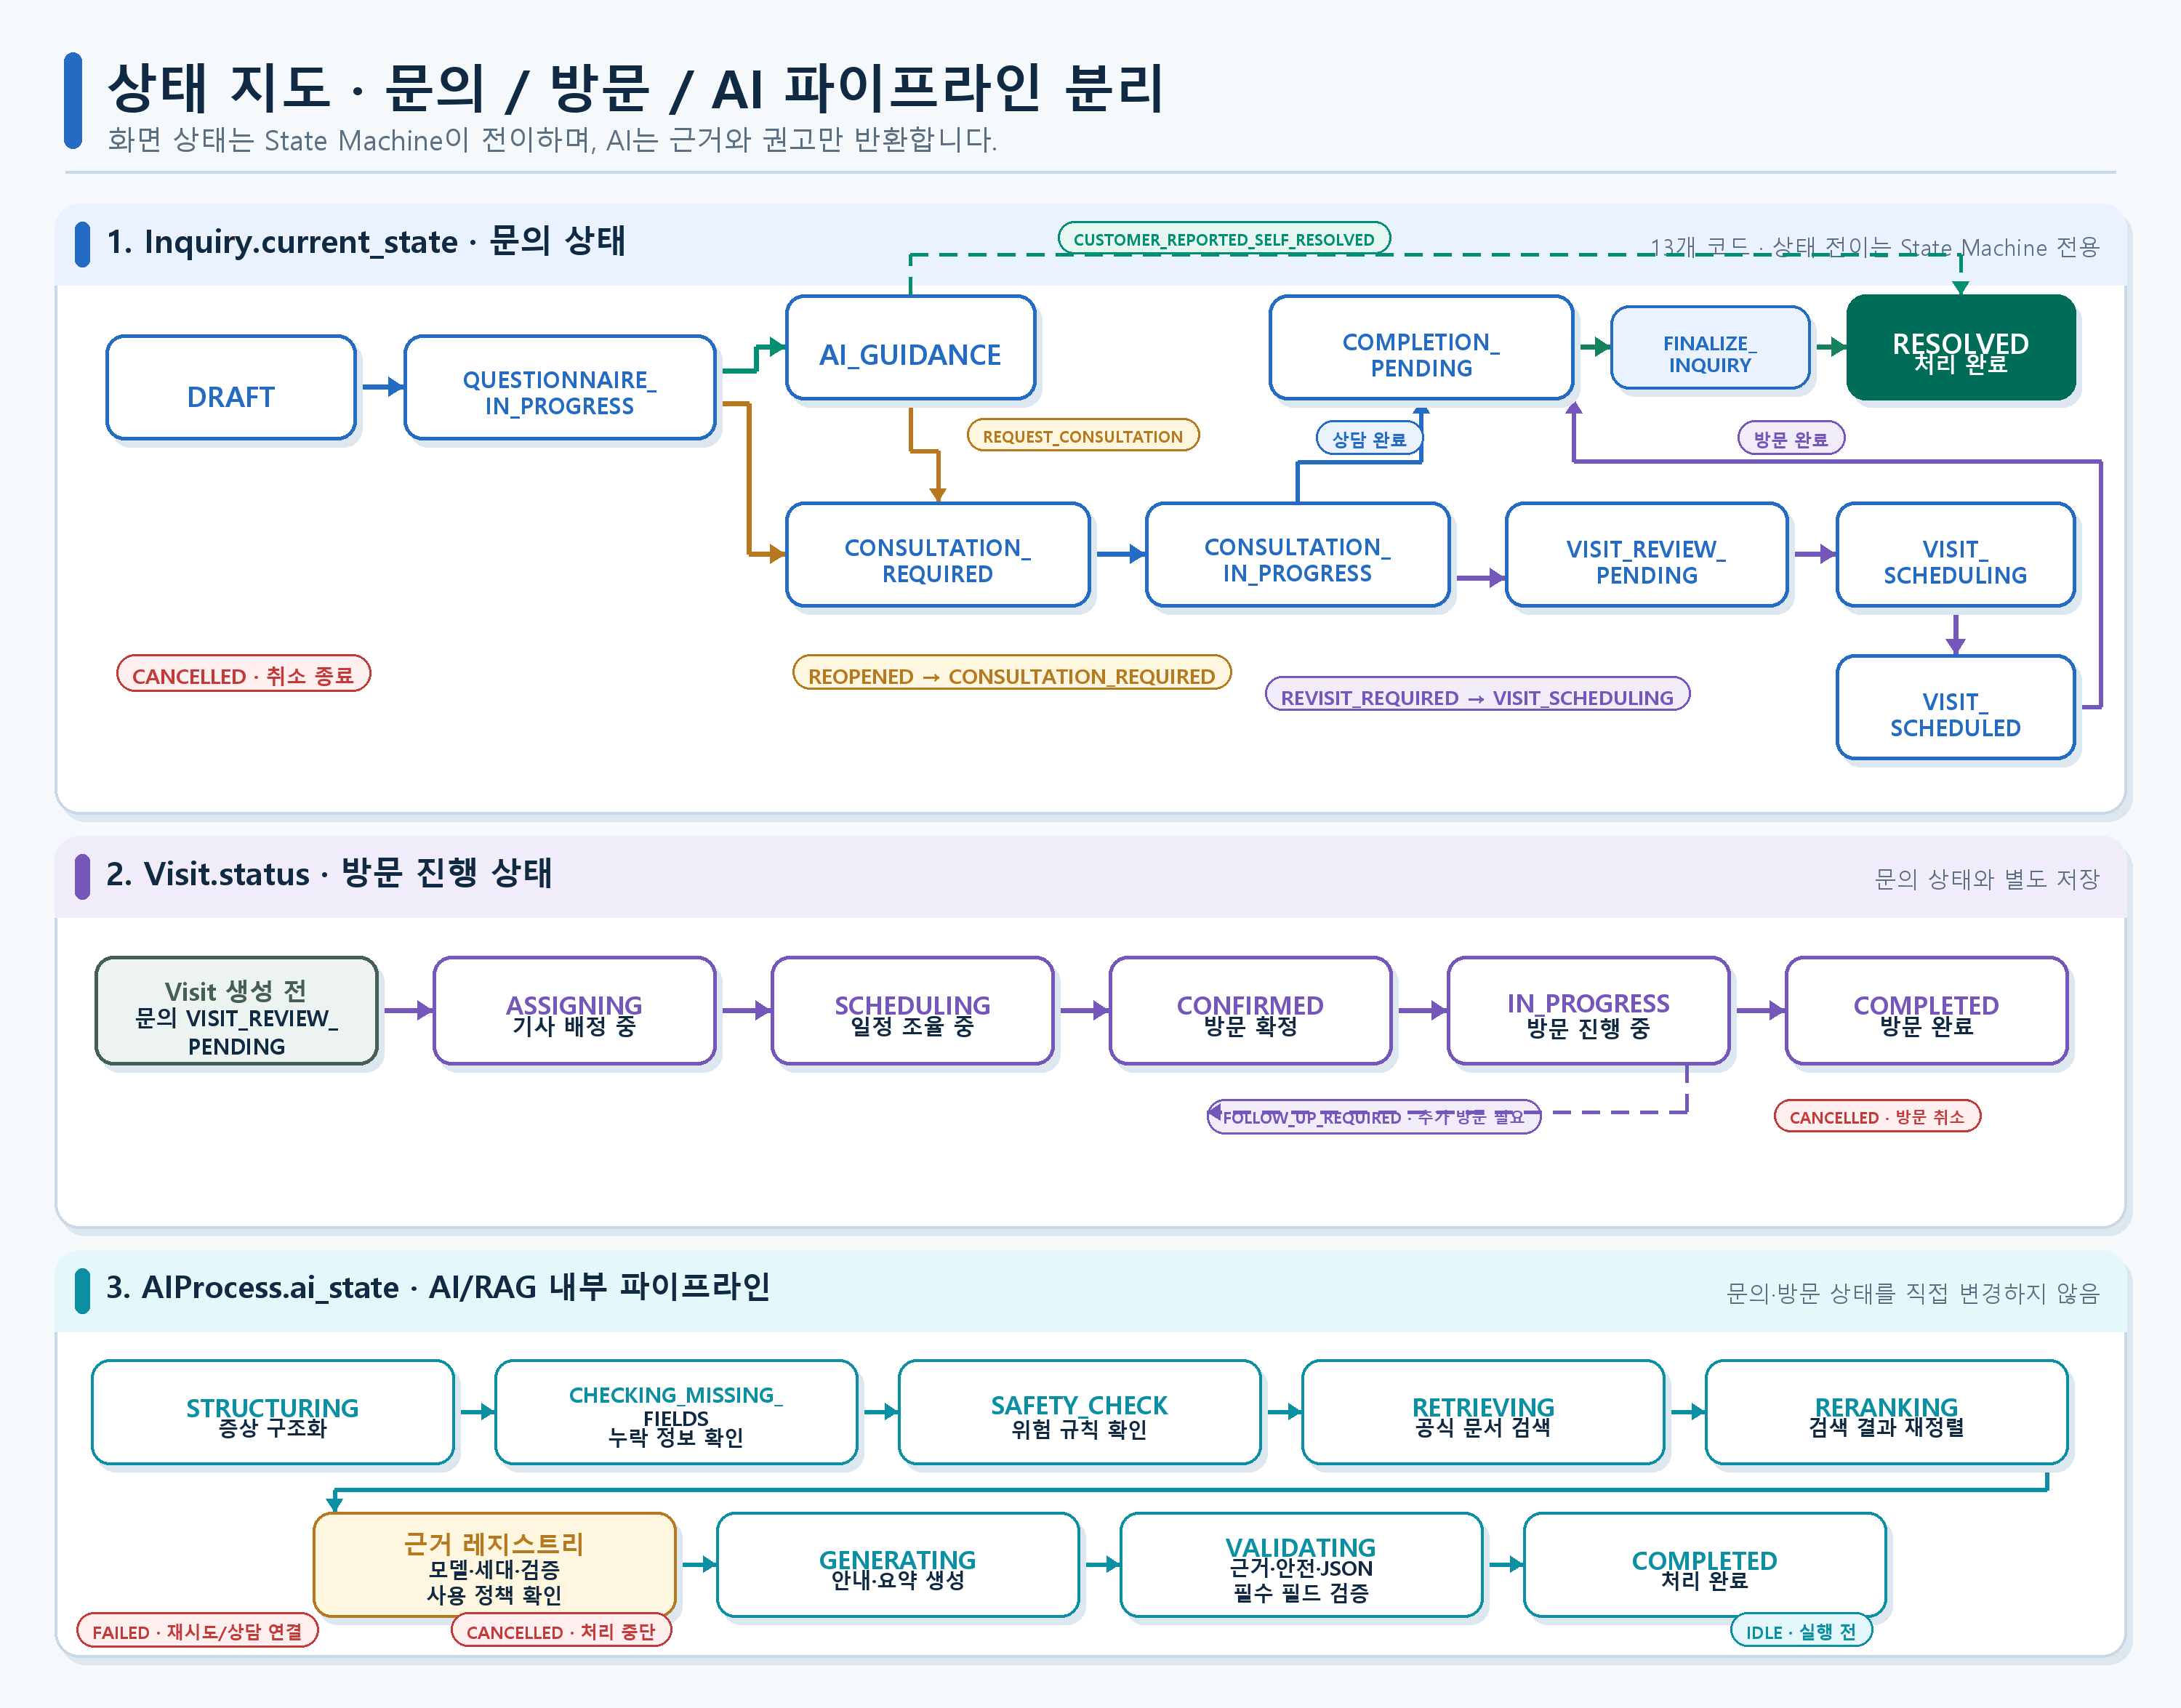 상태 지도 · 문의 / 방문 / AI 파이프라인 분리
화면 상태는 State Machine이 전이하며, AI는 근거와 권고만 반환합니다.
1. Inquiry.current_state · 문의 상태
CUSTOMER_REPORTED_SELF_RESOLVED
13개 코드 · 상태 전이는 State Machine 전용
DRAFT
QUESTIONNAIRE_
IN_PROGRESS
AI_GUIDANCE
COMPLETION_
PENDING
FINALIZE_
INQUIRY
RESOLVED
처리 완료
REQUEST_CONSULTATION
상담 완료
방문 완료
CONSULTATION_
REQUIRED
CONSULTATION_
IN_PROGRESS
VISIT_REVIEW_
PENDING
VISIT_
SCHEDULING
CANCELLED · 취소 종료
REOPENED → CONSULTATION_REQUIRED
REVISIT_REQUIRED → VISIT_SCHEDULING
VISIT_
SCHEDULED
2. Visit.status · 방문 진행 상태
문의 상태와 별도 저장
Visit 생성 전
문의 VISIT_REVIEW_
PENDING
ASSIGNING
기사 배정 중
SCHEDULING
일정 조율 중
CONFIRMED
방문 확정
IN_PROGRESS
방문 진행 중
COMPLETED
방문 완료
FOLLOW_UP_REQUIRED · 추가 방문 필요
CANCELLED · 방문 취소
3. AIProcess.ai_state · AI/RAG 내부 파이프라인
문의·방문 상태를 직접 변경하지 않음
STRUCTURING
증상 구조화
CHECKING_MISSING_
FIELDS
누락 정보 확인
SAFETY_CHECK
위험 규칙 확인
RETRIEVING
공식 문서 검색
RERANKING
검색 결과 재정렬
근거 레지스트리
모델·세대·검증
사용 정책 확인
GENERATING
안내·요약 생성
VALIDATING
근거·안전·JSON
필수 필드 검증
COMPLETED
처리 완료
FAILED · 재시도/상담 연결
CANCELLED · 처리 중단
IDLE · 실행 전